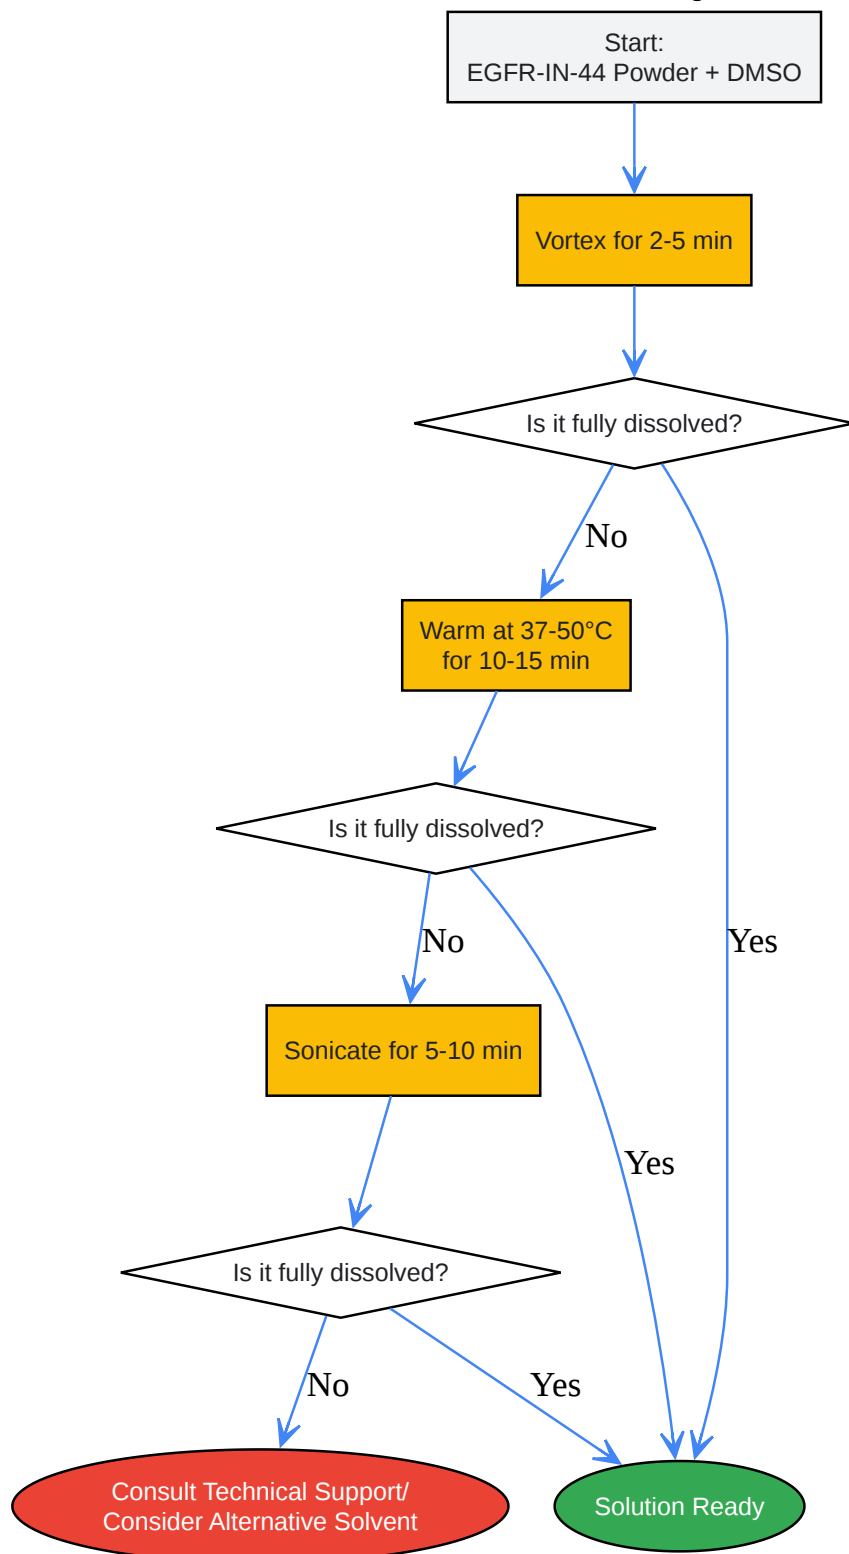 Start:
EGFR-IN-44 Powder + DMSO
Vortex for 2-5 min
Is it fully dissolved?
No
Warm at 37-50°C
for 10-15 min
Is it fully dissolved?
No
Yes
Sonicate for 5-10 min
Yes
Is it fully dissolved?
No
Yes
Consult Technical Support/
Consider Alternative Solvent
Solution Ready